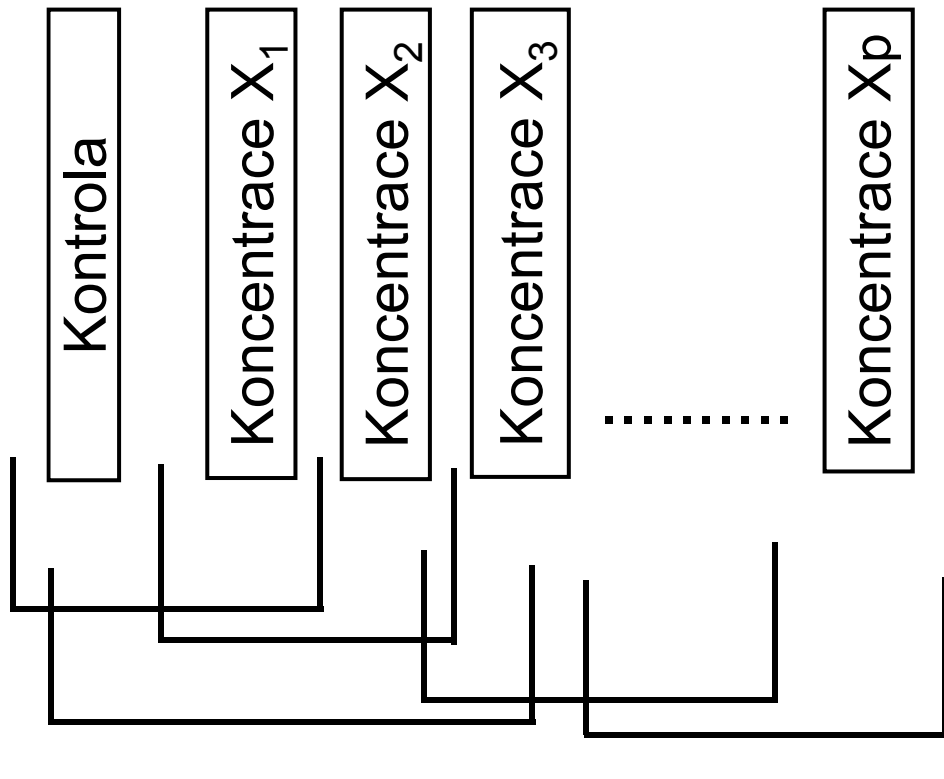 Kontrola
Koncentrace X₁
Koncentrace X₂
Koncentrace X₃
..........
Koncentrace Xp